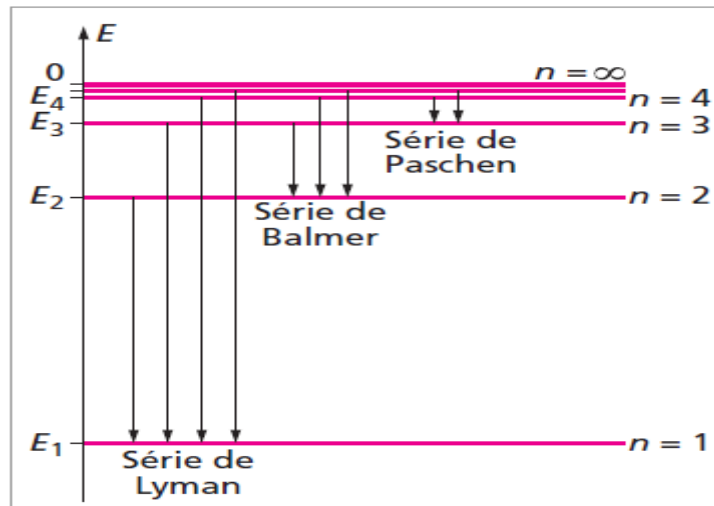 E
0
n = ∞
E4
n = 4
E3
n = 3
Série de
Paschen
E2
n = 2
Série de
Balmer
E1
n = 1
Série de
Lyman